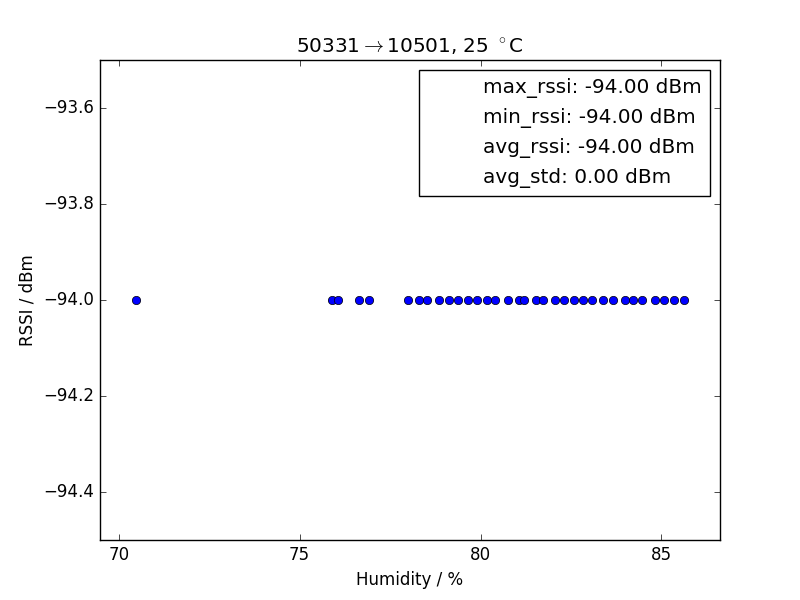 50331→10501, 25 °C
max_rssi: -94.00 dBm
min_rssi: -94.00 dBm
avg_rssi: -94.00 dBm
avg_std: 0.00 dBm
−93.6
−93.8
−94.0
−94.2
−94.4
RSSI / dBm
70 75 80 85
Humidity / %